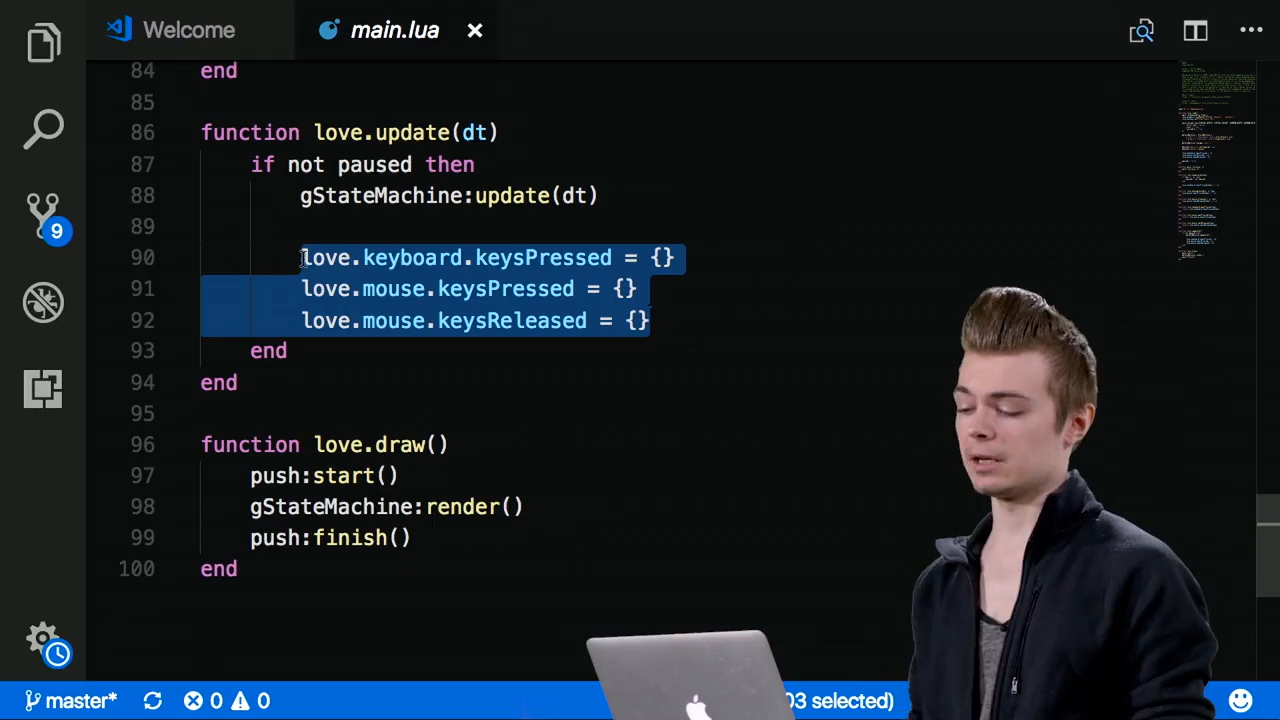 Welcome
main.lua
84 end
85
86 function love.update(dt)
87 if not paused then
88 gStateMachine:update(dt)
89
90 love.keyboard.keysPressed = {}
91 love.mouse.keysPressed = {}
92 love.mouse.keysReleased = {}
93 end
94 end
95
96 function love.draw()
97 push:start()
98 gStateMachine:render()
99 push:finish()
100 end
9
master* 0 0 03 selected)